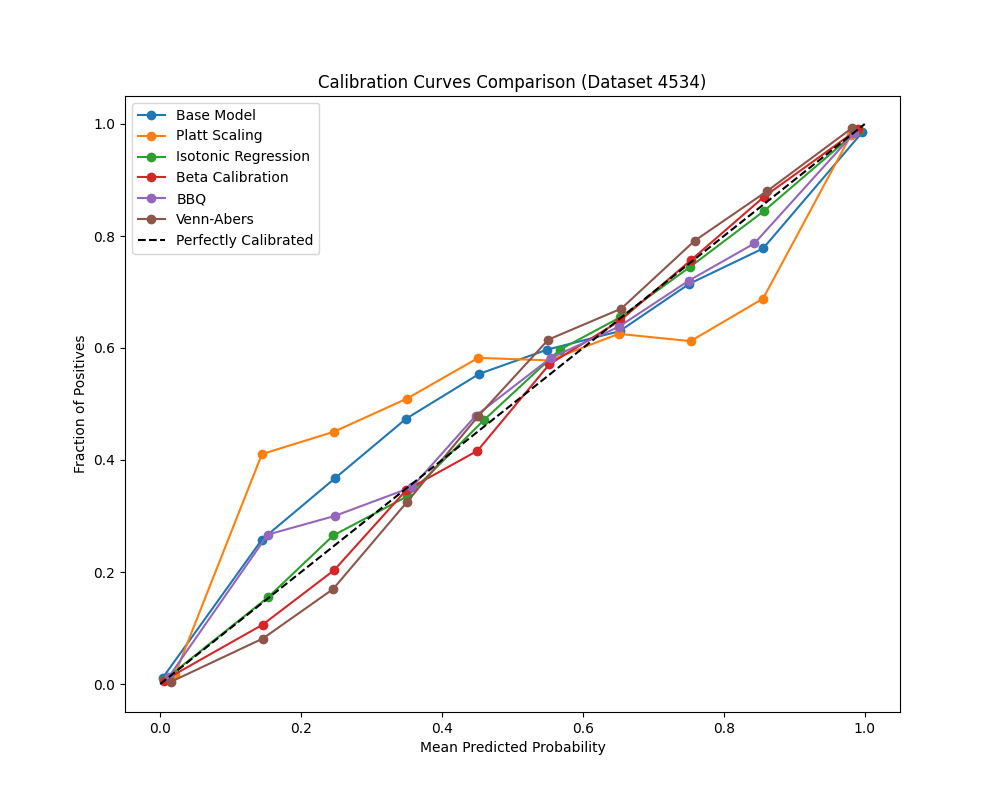 Calibration Curves Comparison (Dataset 4534)
Base Model
Platt Scaling
Isotonic Regression
Beta Calibration
BBQ
Venn-Abers
Perfectly Calibrated
1.0
0.8
0.6
0.4
0.2
0.0
Fraction of Positives
0.0 0.2 0.4 0.6 0.8 1.0
Mean Predicted Probability